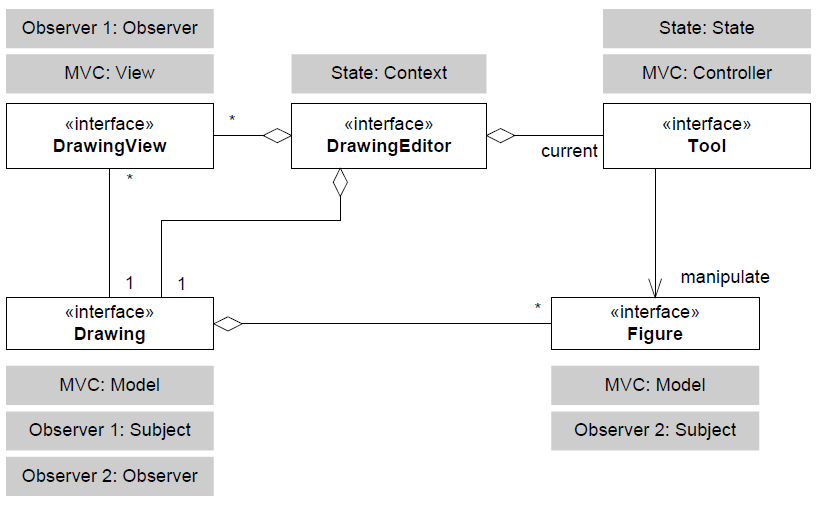 Observer 1: Observer
State: State
MVC: View
State: Context
MVC: Controller
«interface»
DrawingView
*
«interface»
DrawingEditor
current
«interface»
Tool
*
1
1
manipulate
«interface»
Drawing
*
«interface»
Figure
MVC: Model
MVC: Model
Observer 1: Subject
Observer 2: Subject
Observer 2: Observer